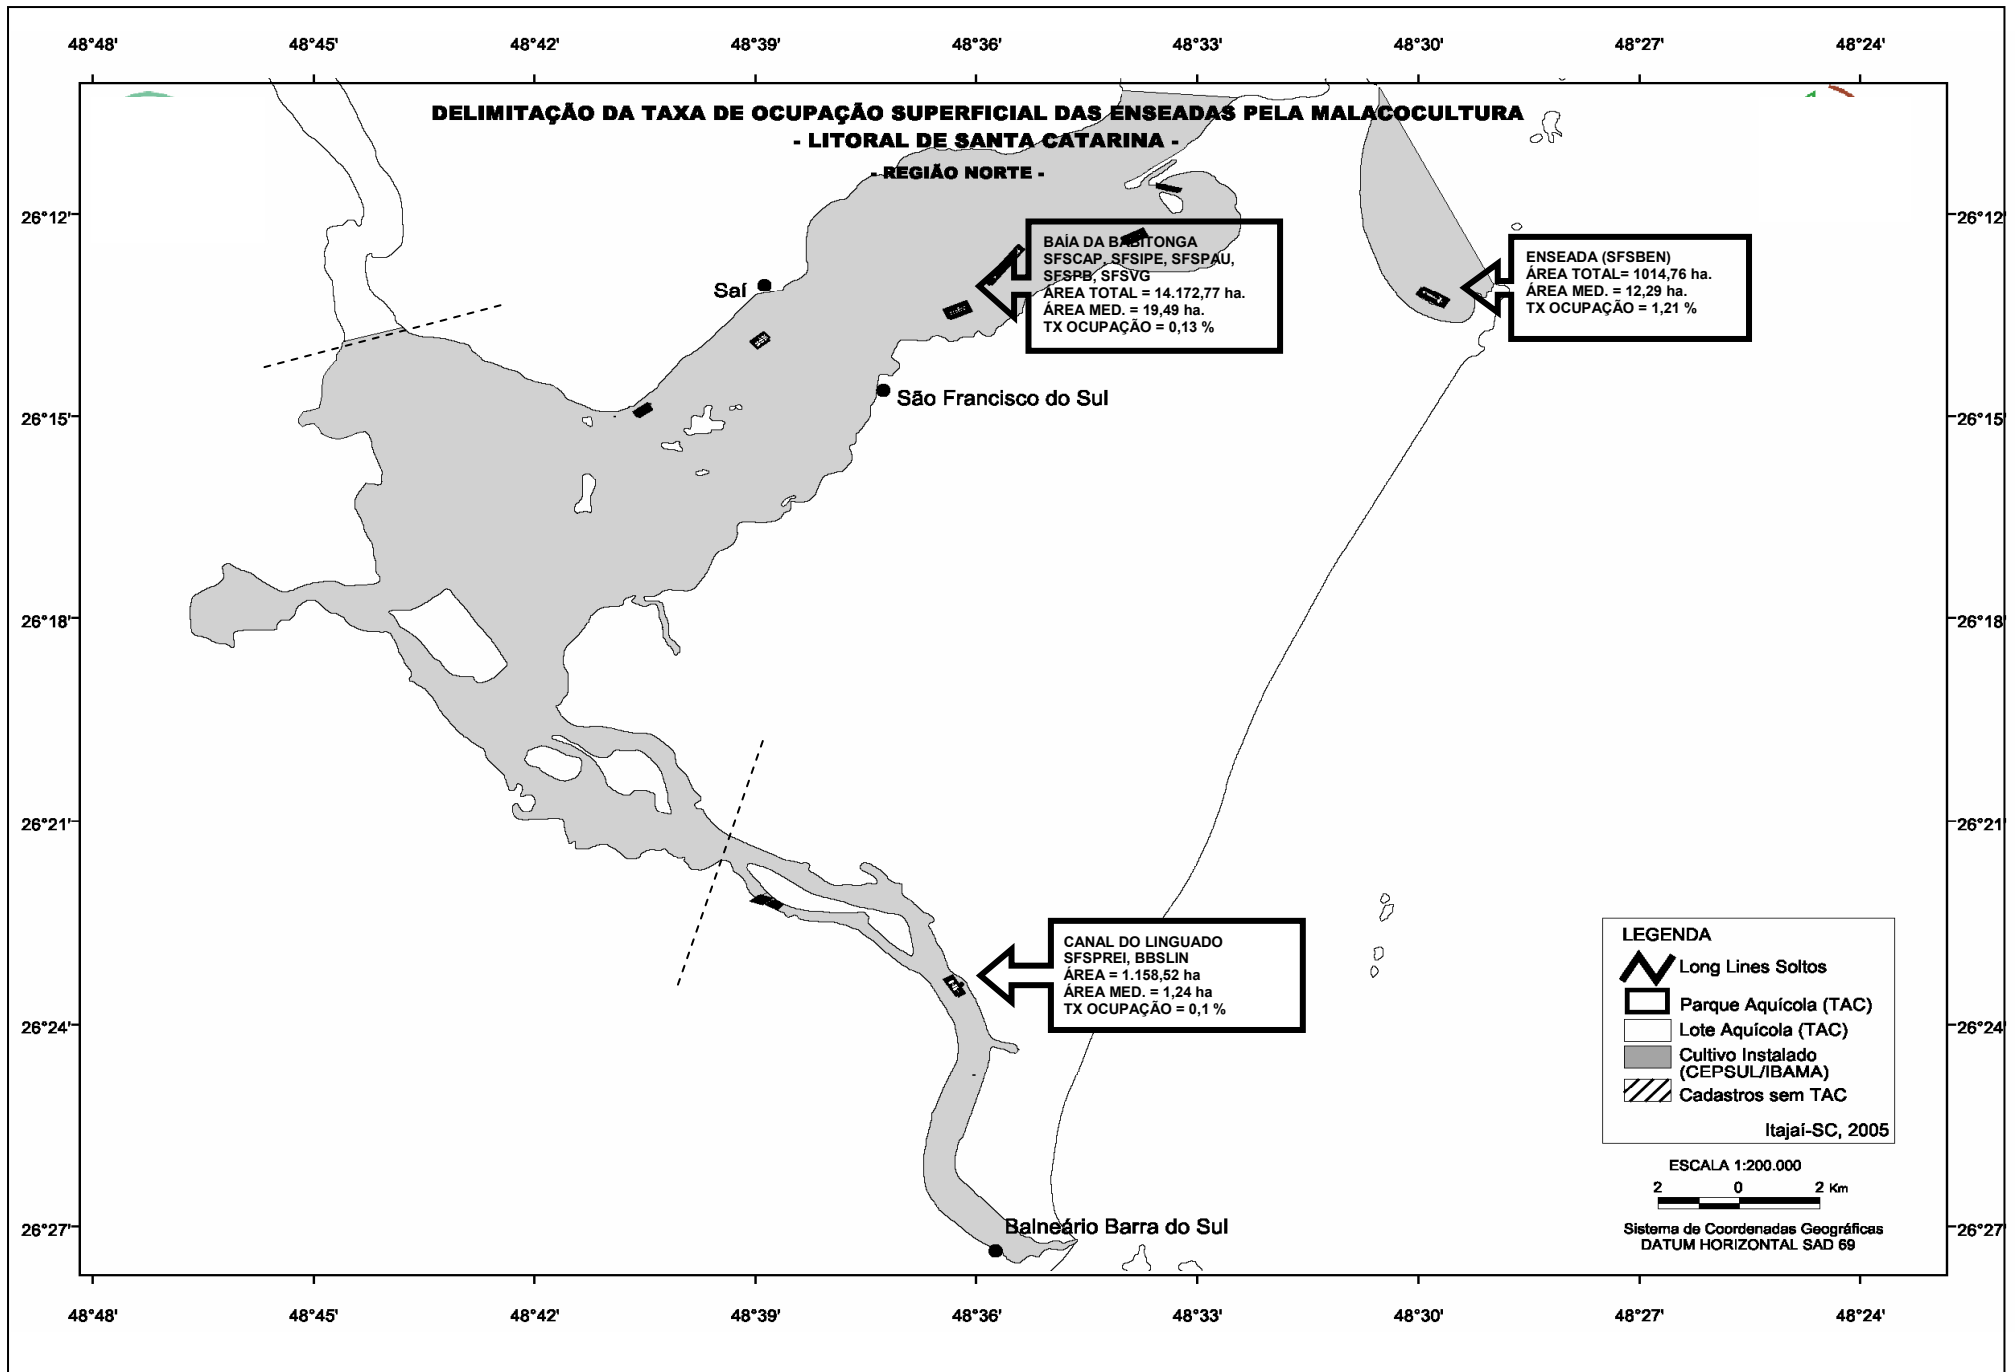 48°48' 48°45' 48°42' 48°39' 48°36' 48°33' 48°30' 48°27' 48°24'
DELIMITAÇÃO DA TAXA DE OCUPAÇÃO SUPERFICIAL DAS ENSEADAS PELA MALACOCULTURA
- LITORAL DE SANTA CATARINA -
- REGIÃO NORTE -
26°12' 26°12'
BAÍA DA BABITONGA
SFSCAP, SFSIPE, SFSPAU,
SFSPB, SFSVG
ÁREA TOTAL = 14.172,77 ha.
ÁREA MED. = 19,49 ha.
TX OCUPAÇÃO = 0,13 %
ENSEADA (SFSBEN)
ÁREA TOTAL= 1014,76 ha.
ÁREA MED. = 12,29 ha.
TX OCUPAÇÃO = 1,21 %
Saí
São Francisco do Sul
26°15' 26°15'
26°18' 26°18'
26°21' 26°21'
CANAL DO LINGUADO
SFSPREI, BBSLIN
ÁREA = 1.158,52 ha
ÁREA MED. = 1,24 ha
TX OCUPAÇÃO = 0,1 %
26°24' 26°24'
LEGENDA
Long Lines Soltos
Parque Aquícola (TAC)
Lote Aquícola (TAC)
Cultivo Instalado
(CEPSUL/IBAMA)
Cadastros sem TAC
Itajaí-SC, 2005
ESCALA 1:200.000
2 0 2 Km
Sistema de Coordenadas Geográficas
DATUM HORIZONTAL SAD 69
26°27' 26°27'
Balneário Barra do Sul
48°48' 48°45' 48°42' 48°39' 48°36' 48°33' 48°30' 48°27' 48°24'